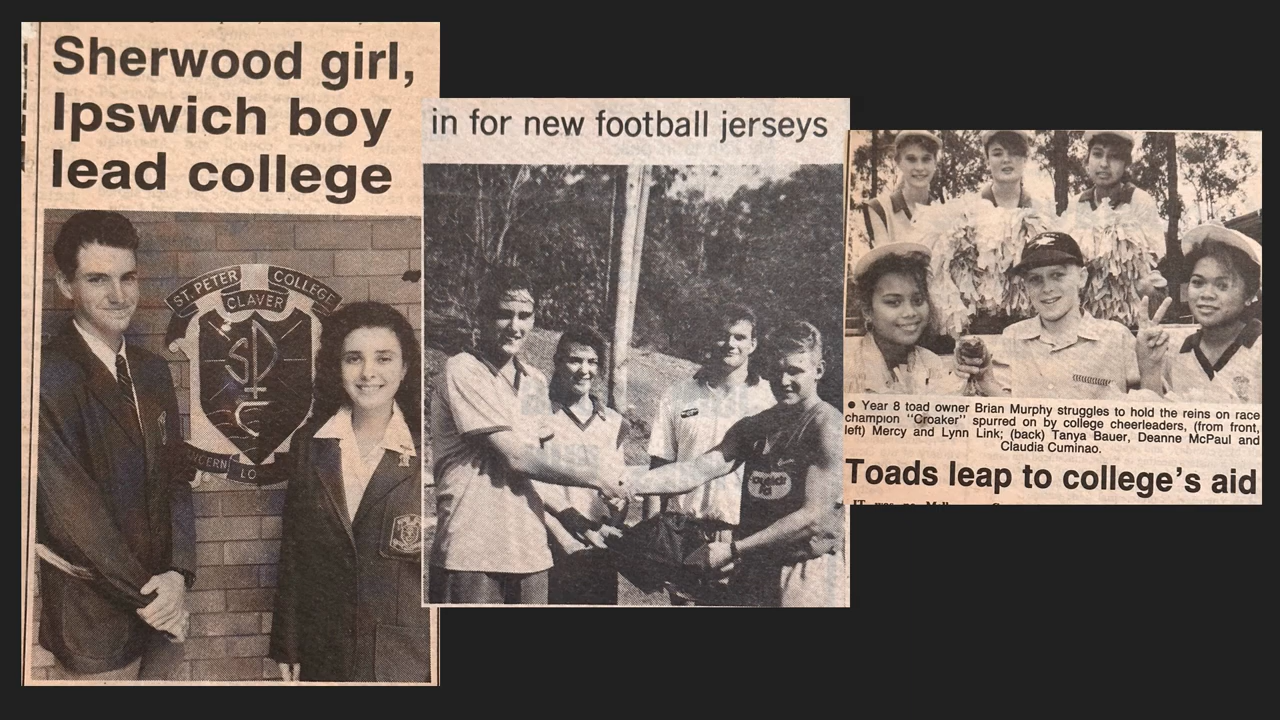 Sherwood girl,
Ipswich boy
lead college
ST. PETER
COLLEGE
CLAVER
LO
in for new football jerseys
● Year 8 toad owner Brian Murphy struggles to hold the reins on race
champion "Croaker" spurred on by college cheerleaders, (from front,
left) Mercy and Lynn Link; (back) Tanya Bauer, Deanne McPaul and
Claudia Cuminao.
Toads leap to college's aid